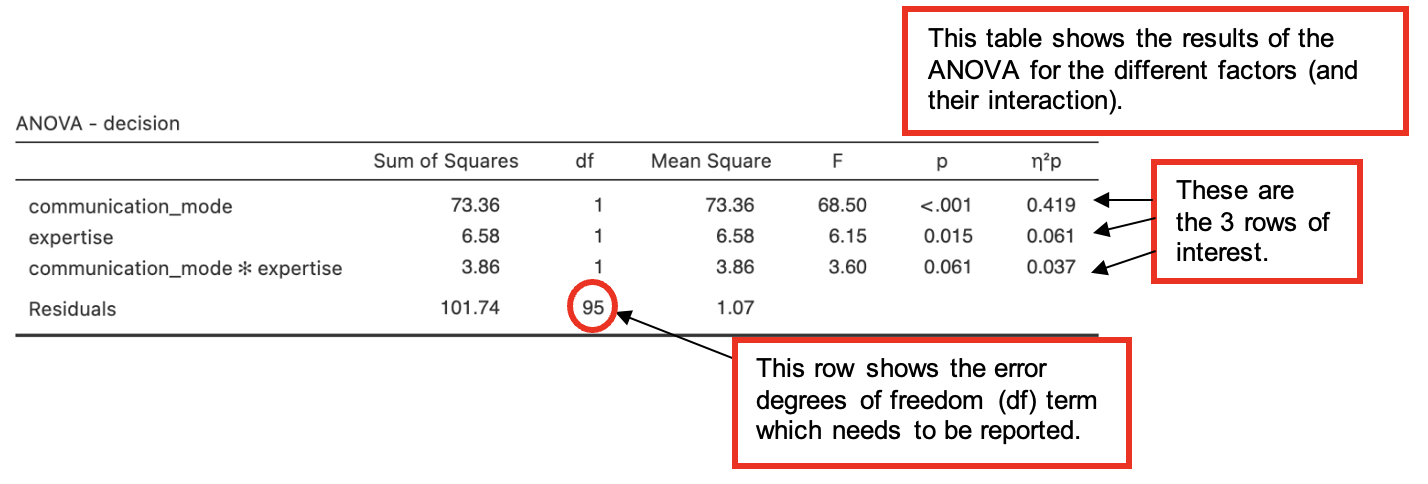 This table shows the results of the
ANOVA for the different factors (and
their interaction).
ANOVA - decision
Sum of Squares df Mean Square F p η²p
communication_mode 73.36 1 73.36 68.50 <.001 0.419
expertise 6.58 1 6.58 6.15 0.015 0.061
communication_mode ✻ expertise 3.86 1 3.86 3.60 0.061 0.037
Residuals 101.74 95 1.07
These are
the 3 rows of
interest.
This row shows the error
degrees of freedom (df) term
which needs to be reported.